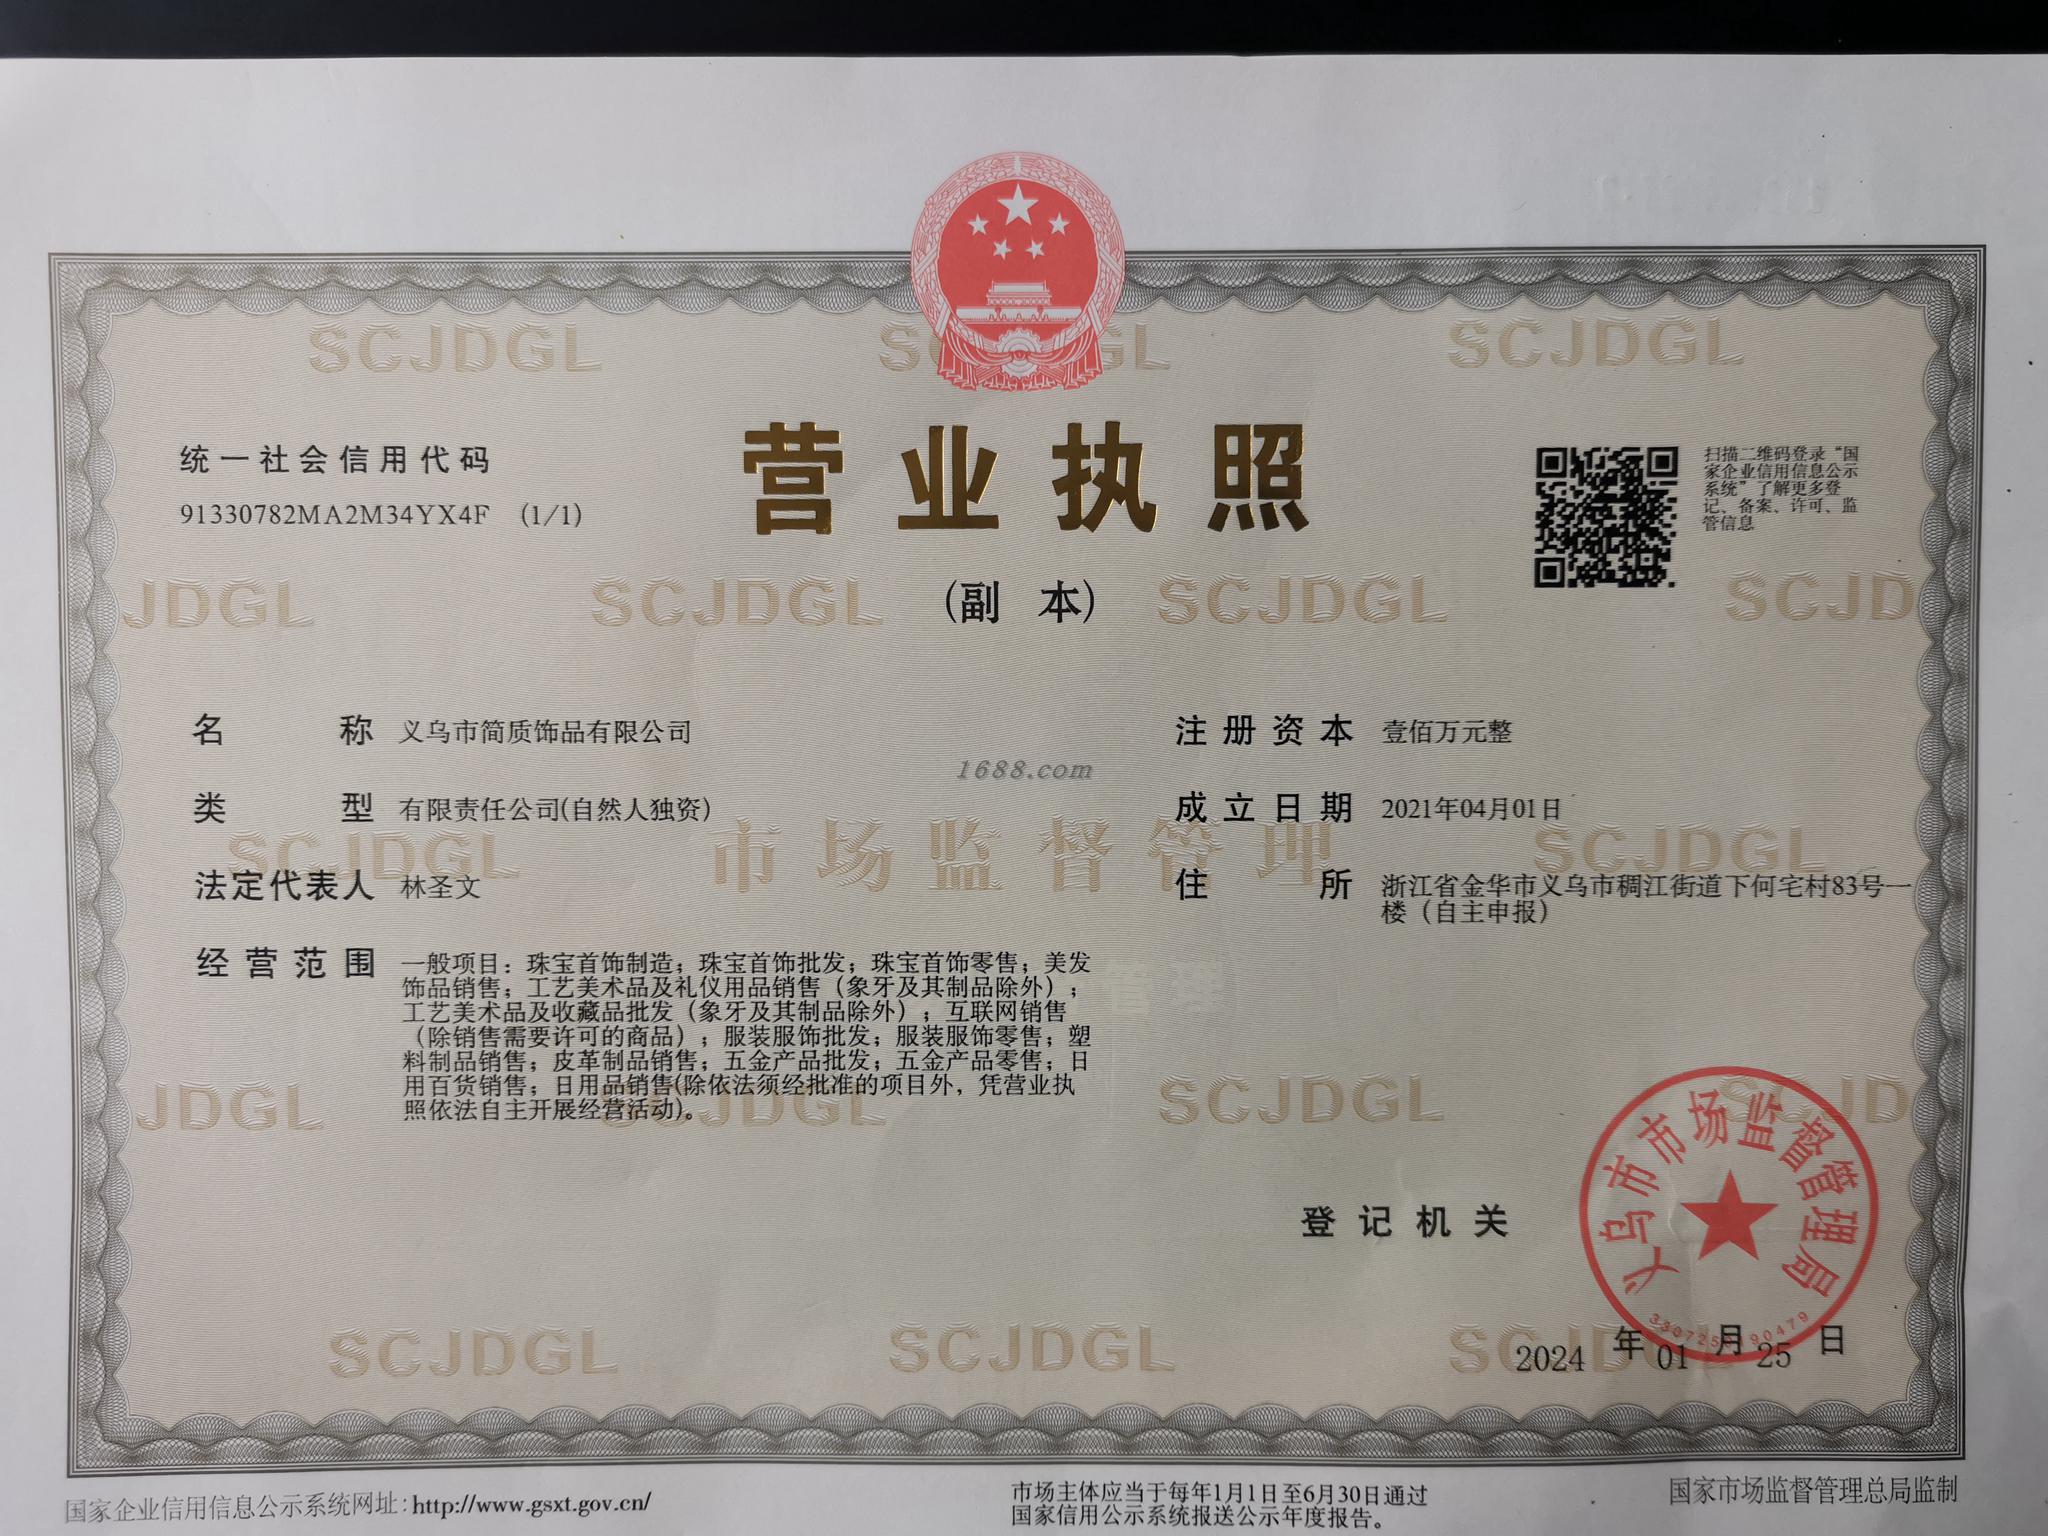 SCJDGL SCJDGL SCJDGL
统一社会信用代码
91330782MA2M34YX4F (1/1)
营业执照
(副 本)
扫描二维码登录“国
家企业信用信息公示
系统”了解更多登
记、备案、许可、监
管信息
JDGL SCJDGL SCJDGL SCJD
名 称 义乌市简质饰品有限公司
类 型 有限责任公司(自然人独资)
法定代表人 林圣文
经营范围 一般项目：珠宝首饰制造；珠宝首饰批发；珠宝首饰零售；美发
饰品销售；工艺美术品及礼仪用品销售（象牙及其制品除外）；
工艺美术品及收藏品批发（象牙及其制品除外）；互联网销售
（除销售需要许可的商品）；服装服饰批发；服装服饰零售；塑
料制品销售；皮革制品销售；五金产品批发；五金产品零售；日
用百货销售；日用品销售(除依法须经批准的项目外，凭营业执
照依法自主开展经营活动)。
注册资本 壹佰万元整
成立日期 2021年04月01日
住 所 浙江省金华市义乌市稠江街道下何宅村83号一
楼（自主申报）
1688.com
SCJDGL 市场监督管理 SCJDGL
JDGL SCJDGL SCJDGL SCJD
登记机关
义乌市市场监督管理局
2024 年 01 月 25 日
SCJDGL SCJDGL SCJDGL
国家企业信用信息公示系统网址：http://www.gsxt.gov.cn/
市场主体应当于每年1月1日至6月30日通过
国家信用公示系统报送公示年度报告。
国家市场监督管理总局监制